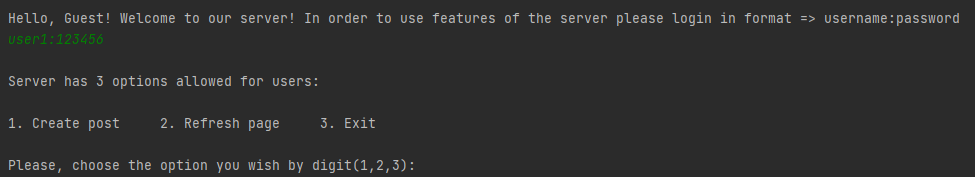 Hello, Guest! Welcome to our server! In order to use features of the server please login in format => username:password
user1:123456
Server has 3 options allowed for users:
1. Create post     2. Refresh page     3. Exit
Please, choose the option you wish by digit(1,2,3):